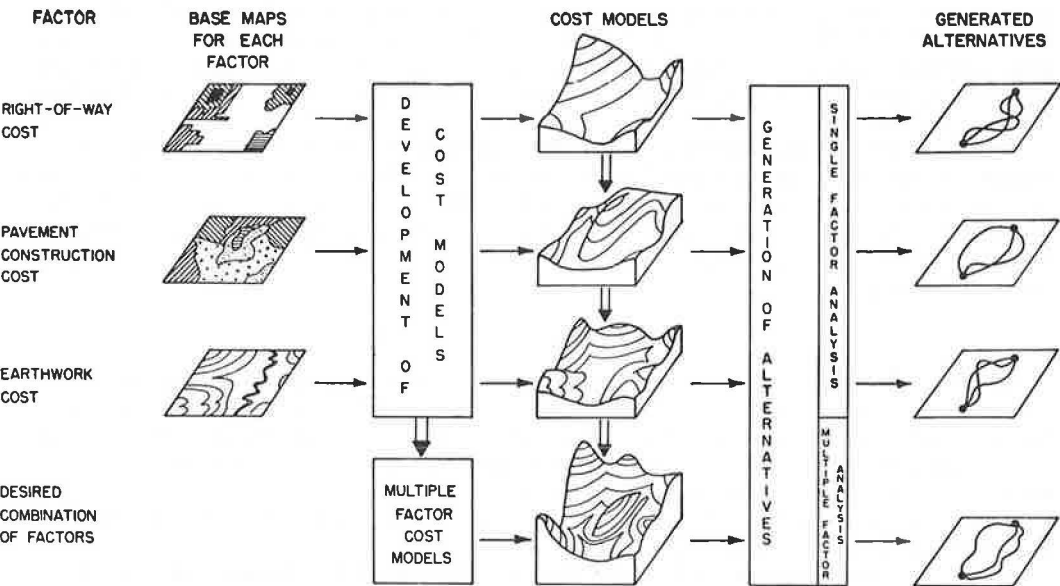 FACTOR
BASE MAPS
FOR EACH
FACTOR
COST MODELS
GENERATED
ALTERNATIVES
RIGHT-OF-WAY
COST
PAVEMENT
CONSTRUCTION
COST
EARTHWORK
COST
DESIRED
COMBINATION
OF FACTORS
DEVELOPMENT OF
COST MODELS
MULTIPLE
FACTOR
COST
MODELS
GENERATION OF ALTERNATIVES
SINGLE FACTOR ANALYSIS
MULTIPLE FACTOR
ANALYSIS